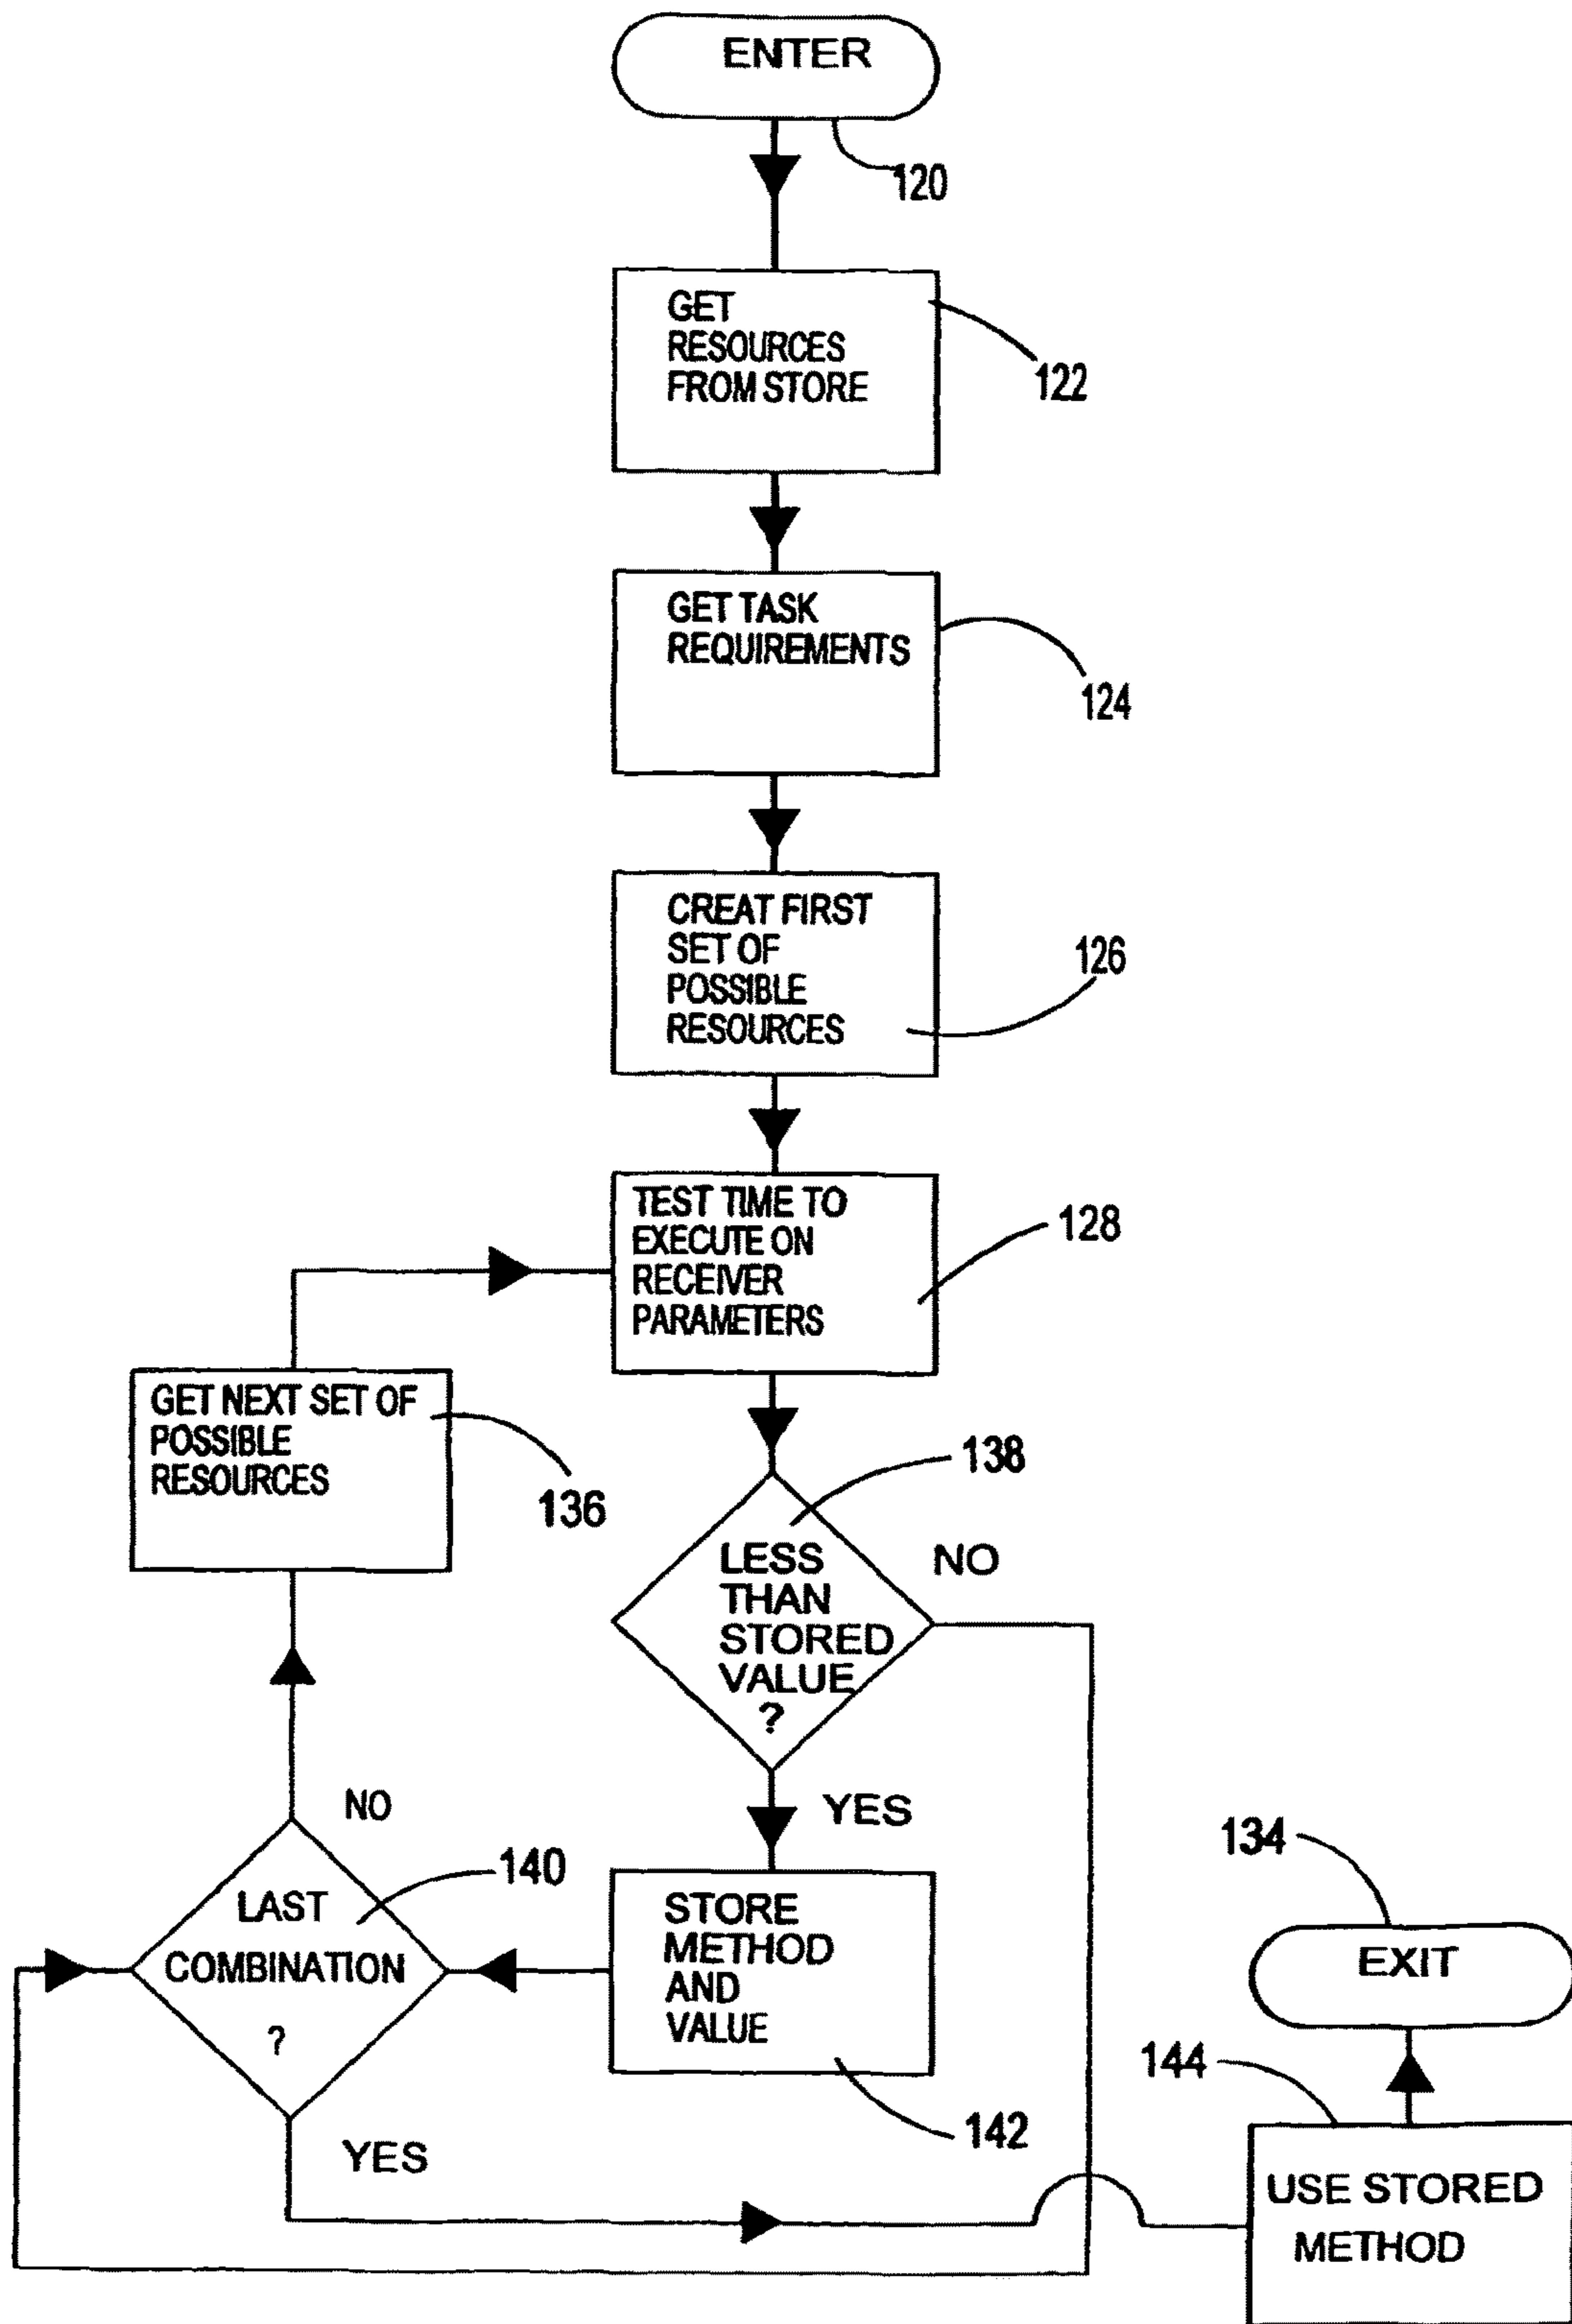 ENTER
120
GET
RESOURCES
FROM STORE
122
GET TASK
REQUIREMENTS
124
CREAT FIRST
SET OF
POSSIBLE
RESOURCES
126
TEST TIME TO
EXECUTE ON
RECEIVER
PARAMETERS
128
GET NEXT SET OF
POSSIBLE
RESOURCES
136
138
LESS
THAN
STORED
VALUE
?
NO
YES
NO
140
LAST
COMBINATION
?
YES
STORE
METHOD
AND
VALUE
142
134
EXIT
144
USE STORED
METHOD